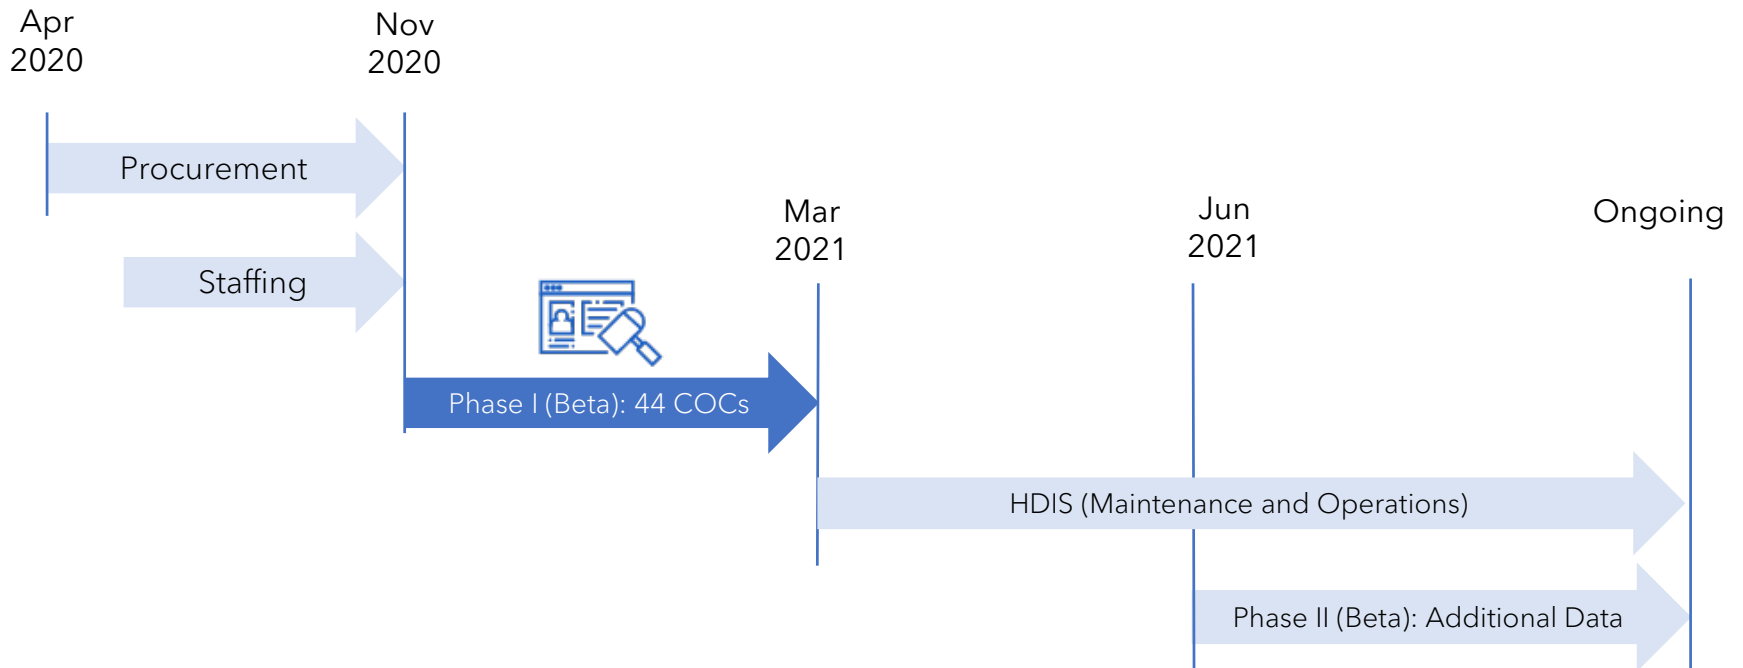 Apr
2020
Nov
2020
Procurement
Staffing
Mar
2021
Jun
2021
Ongoing
Phase I (Beta): 44 COCs
HDIS (Maintenance and Operations)
Phase II (Beta): Additional Data